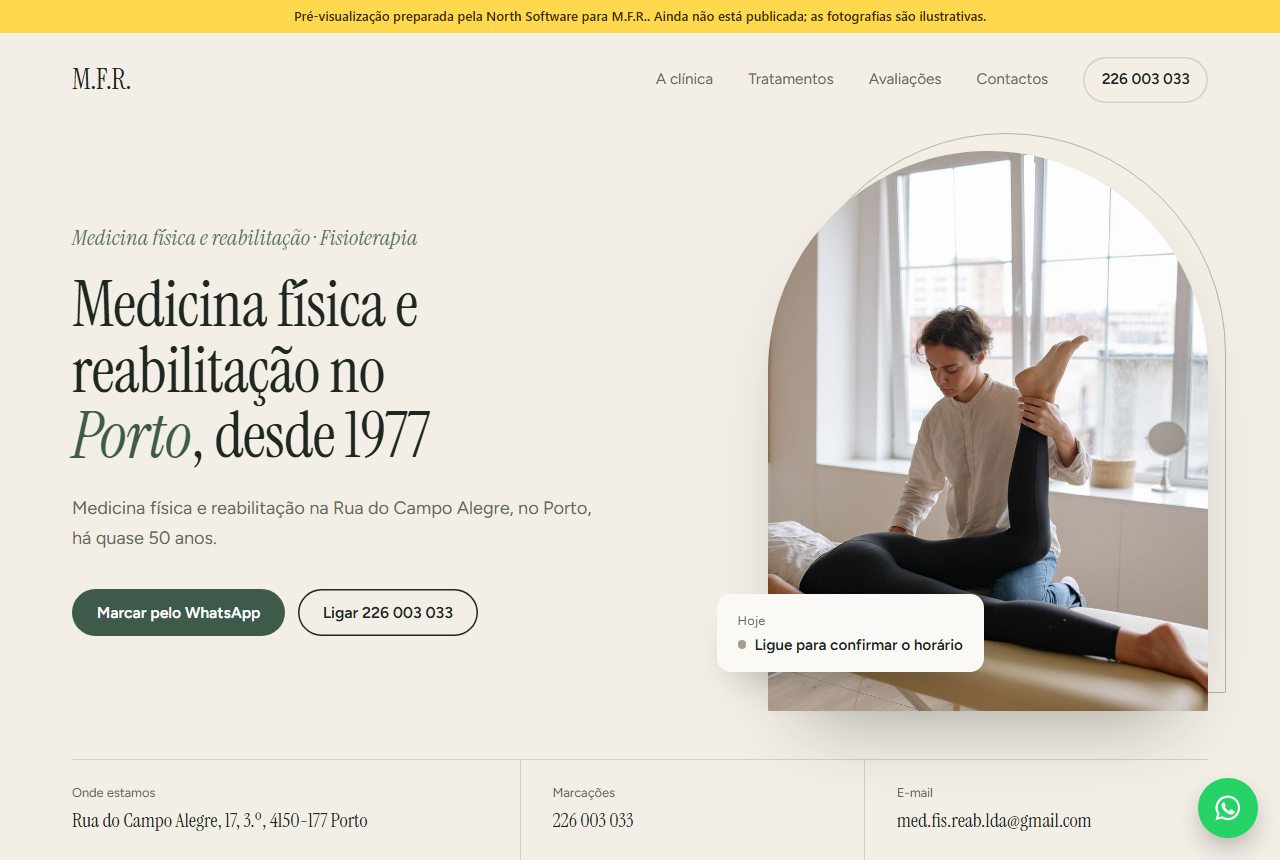 Pré-visualização preparada pela North Software para M.F.R.. Ainda não está publicada; as fotografias são ilustrativas.
M.F.R.
A clínica
Tratamentos
Avaliações
Contactos
226 003 033
Medicina física e reabilitação · Fisioterapia
Medicina física e
reabilitação no
Porto, desde 1977
Medicina física e reabilitação na Rua do Campo Alegre, no Porto,
há quase 50 anos.
Marcar pelo WhatsApp
Ligar 226 003 033
Hoje
Ligue para confirmar o horário
Onde estamos
Rua do Campo Alegre, 17, 3.º, 4150-177 Porto
Marcações
226 003 033
E-mail
med.fis.reab.lda@gmail.com